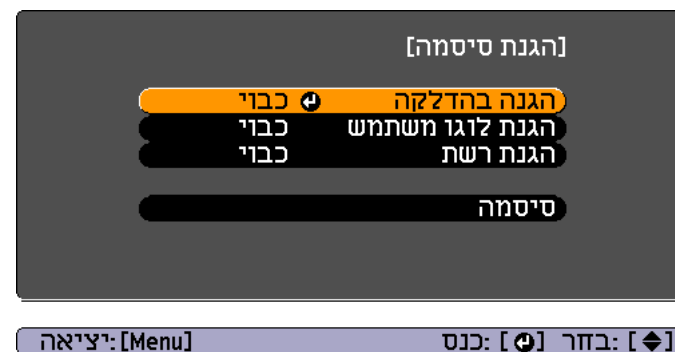 [הגנת סיסמה]
הגנה בהדלקה כבוי
הגנת לוגו משתמש כבוי
הגנת רשת כבוי
סיסמה
[◆] :בחר [⏎] :כנס [Menu] :יציאה